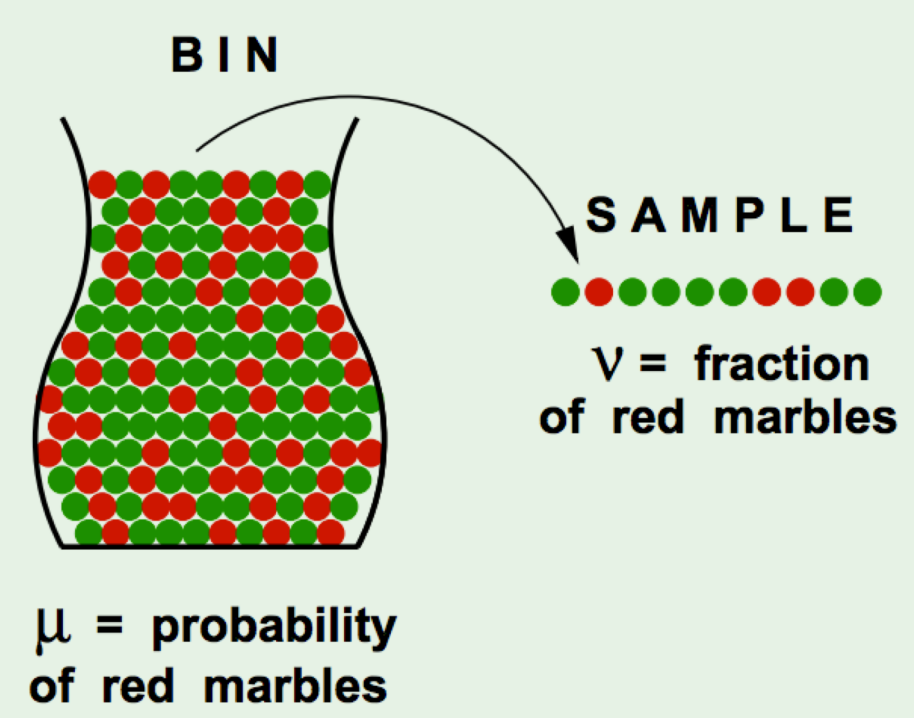 BIN
SAMPLE
ν = fraction
of red marbles
μ = probability
of red marbles